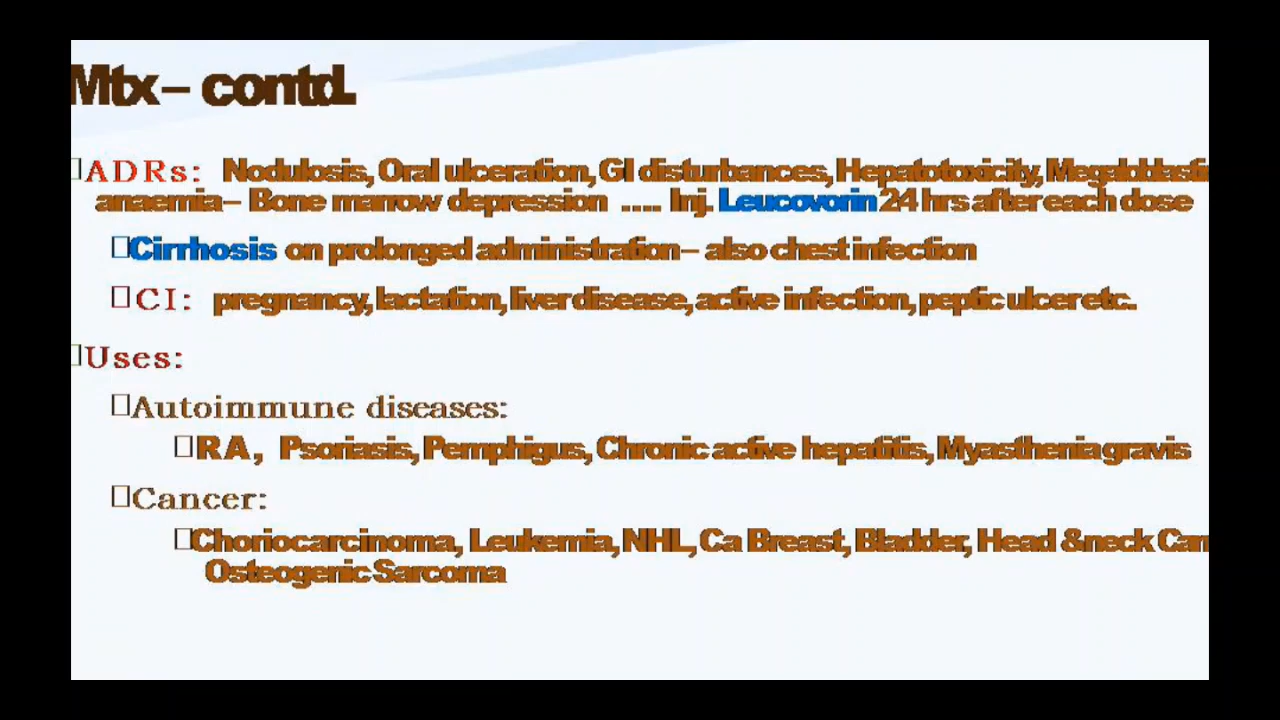 Mtx – contd.
ADRs: Nodulosis, Oral ulceration, GI disturbances, Hepatotoxicity, Megaloblasti
anaemia – Bone marrow depression .... Inj. Leucovorin 24 hrs after each dose
Cirrhosis on prolonged administration – also chest infection
CI: pregnancy, lactation, liver disease, active infection, peptic ulcer etc.
Uses:
Autoimmune diseases:
RA, Psoriasis, Pemphigus, Chronic active hepatitis, Myasthenia gravis
Cancer:
Choriocarcinoma, Leukemia, NHL, Ca Breast, Bladder, Head &neck Can
Osteogenic Sarcoma